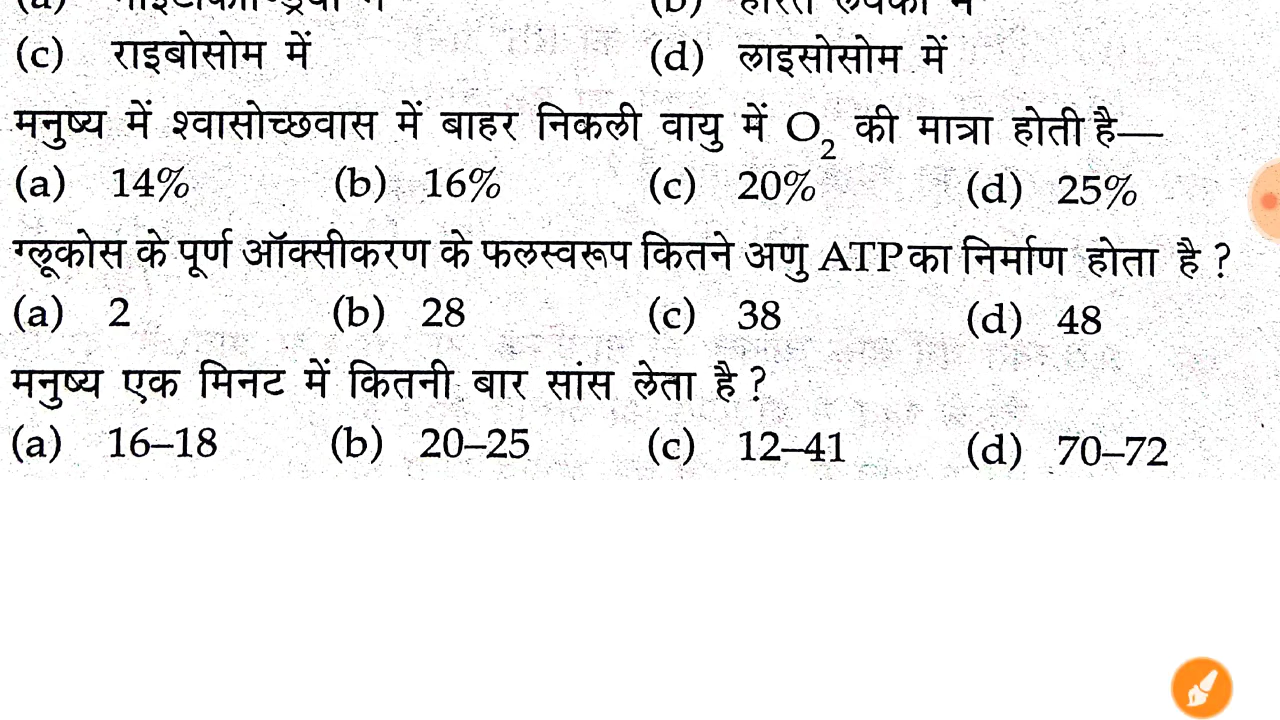 (c) राइबोसोम में (d) लाइसोसोम में
मनुष्य में श्वासोच्छवास में बाहर निकली वायु में O₂ की मात्रा होती है—
(a) 14% (b) 16% (c) 20% (d) 25%
ग्लूकोस के पूर्ण ऑक्सीकरण के फलस्वरूप कितने अणु ATP का निर्माण होता है ?
(a) 2 (b) 28 (c) 38 (d) 48
मनुष्य एक मिनट में कितनी बार सांस लेता है ?
(a) 16–18 (b) 20–25 (c) 12–41 (d) 70–72